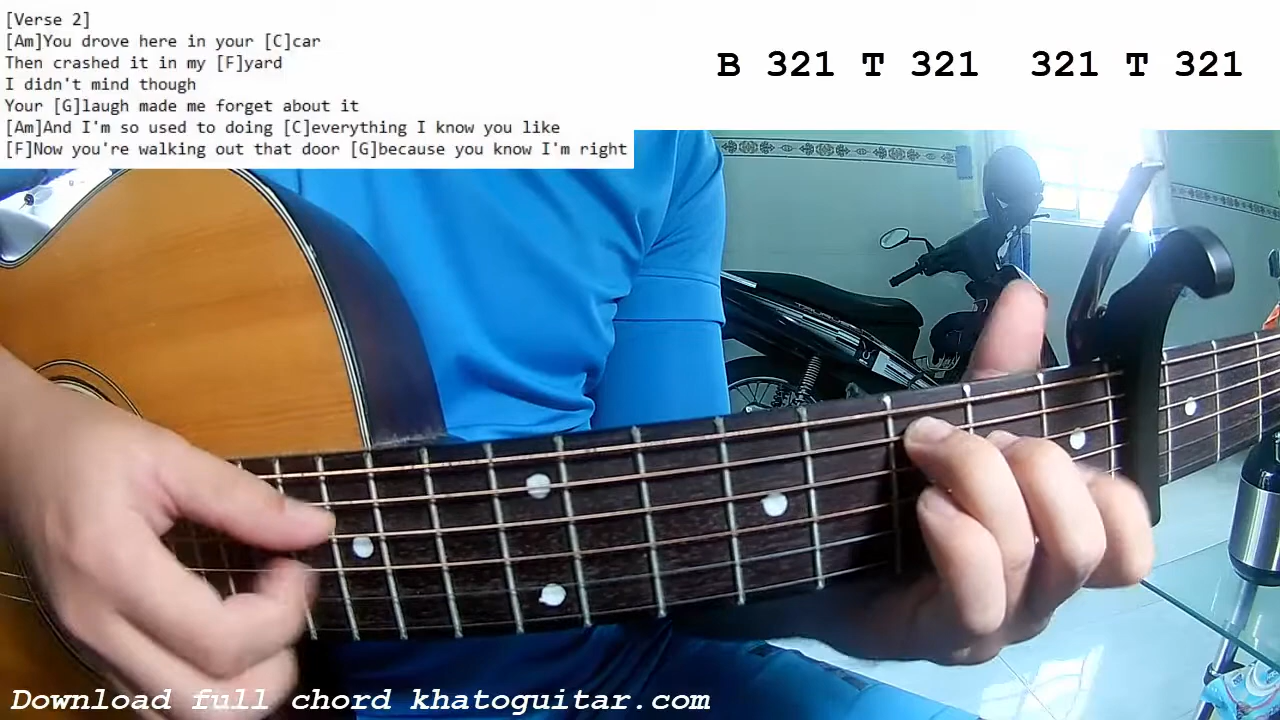 [Verse 2]
[Am]You drove here in your [C]car
Then crashed it in my [F]yard
I didn't mind though
Your [G]laugh made me forget about it
[Am]And I'm so used to doing [C]everything I know you like
[F]Now you're walking out that door [G]because you know I'm right
B 321 T 321  321 T 321
Download full chord khatoguitar.com